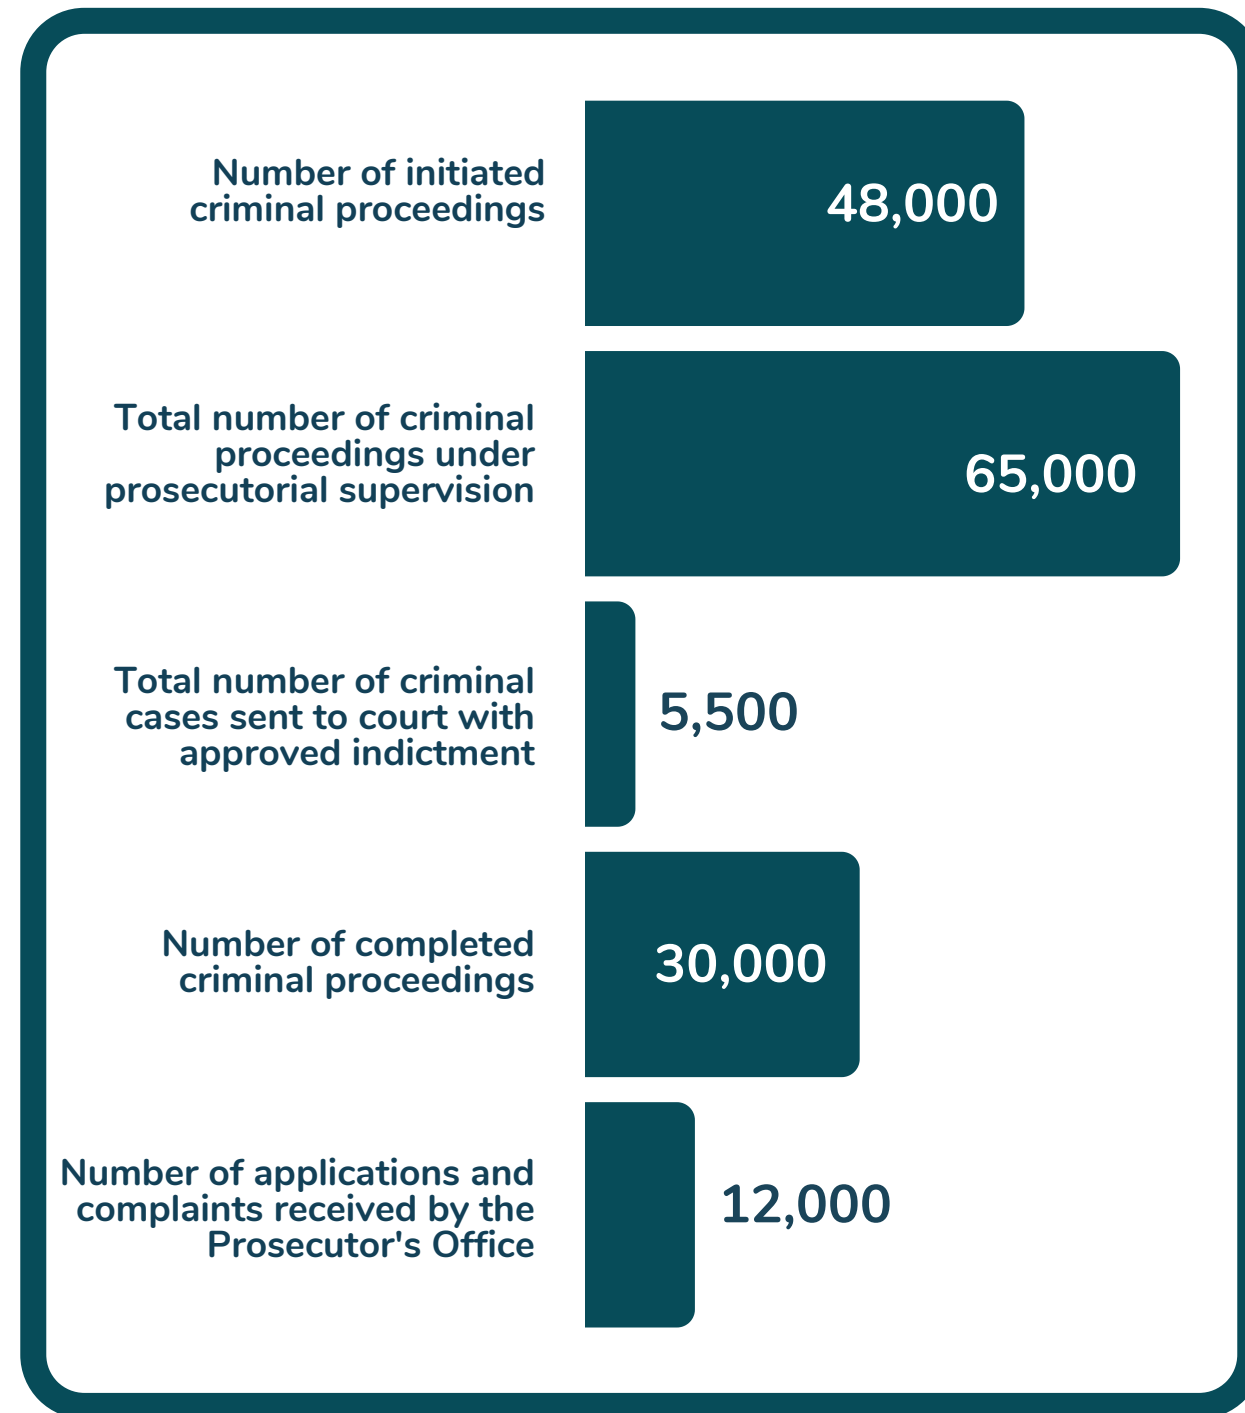 Number of initiated
criminal proceedings
48,000
Total number of criminal
proceedings under
prosecutorial supervision
65,000
Total number of criminal
cases sent to court with
approved indictment
5,500
Number of completed
criminal proceedings
30,000
Number of applications and
complaints received by the
Prosecutor's Office
12,000